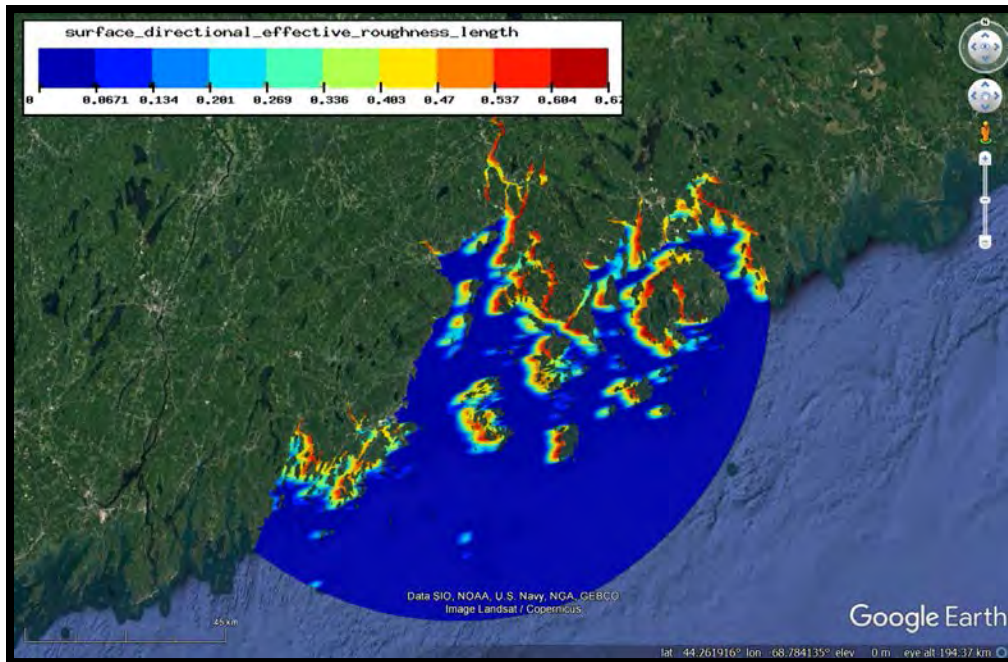 surface_directional_effective_roughness_length
0 0.0671 0.134 0.201 0.269 0.336 0.403 0.47 0.537 0.604 0.67
N
Data SIO, NOAA, U.S. Navy, NGA, GEBCO
Image Landsat / Copernicus
Google Earth
45 km
lat 44.261916° lon -68.784135° elev 0 m eye alt 194.37 km